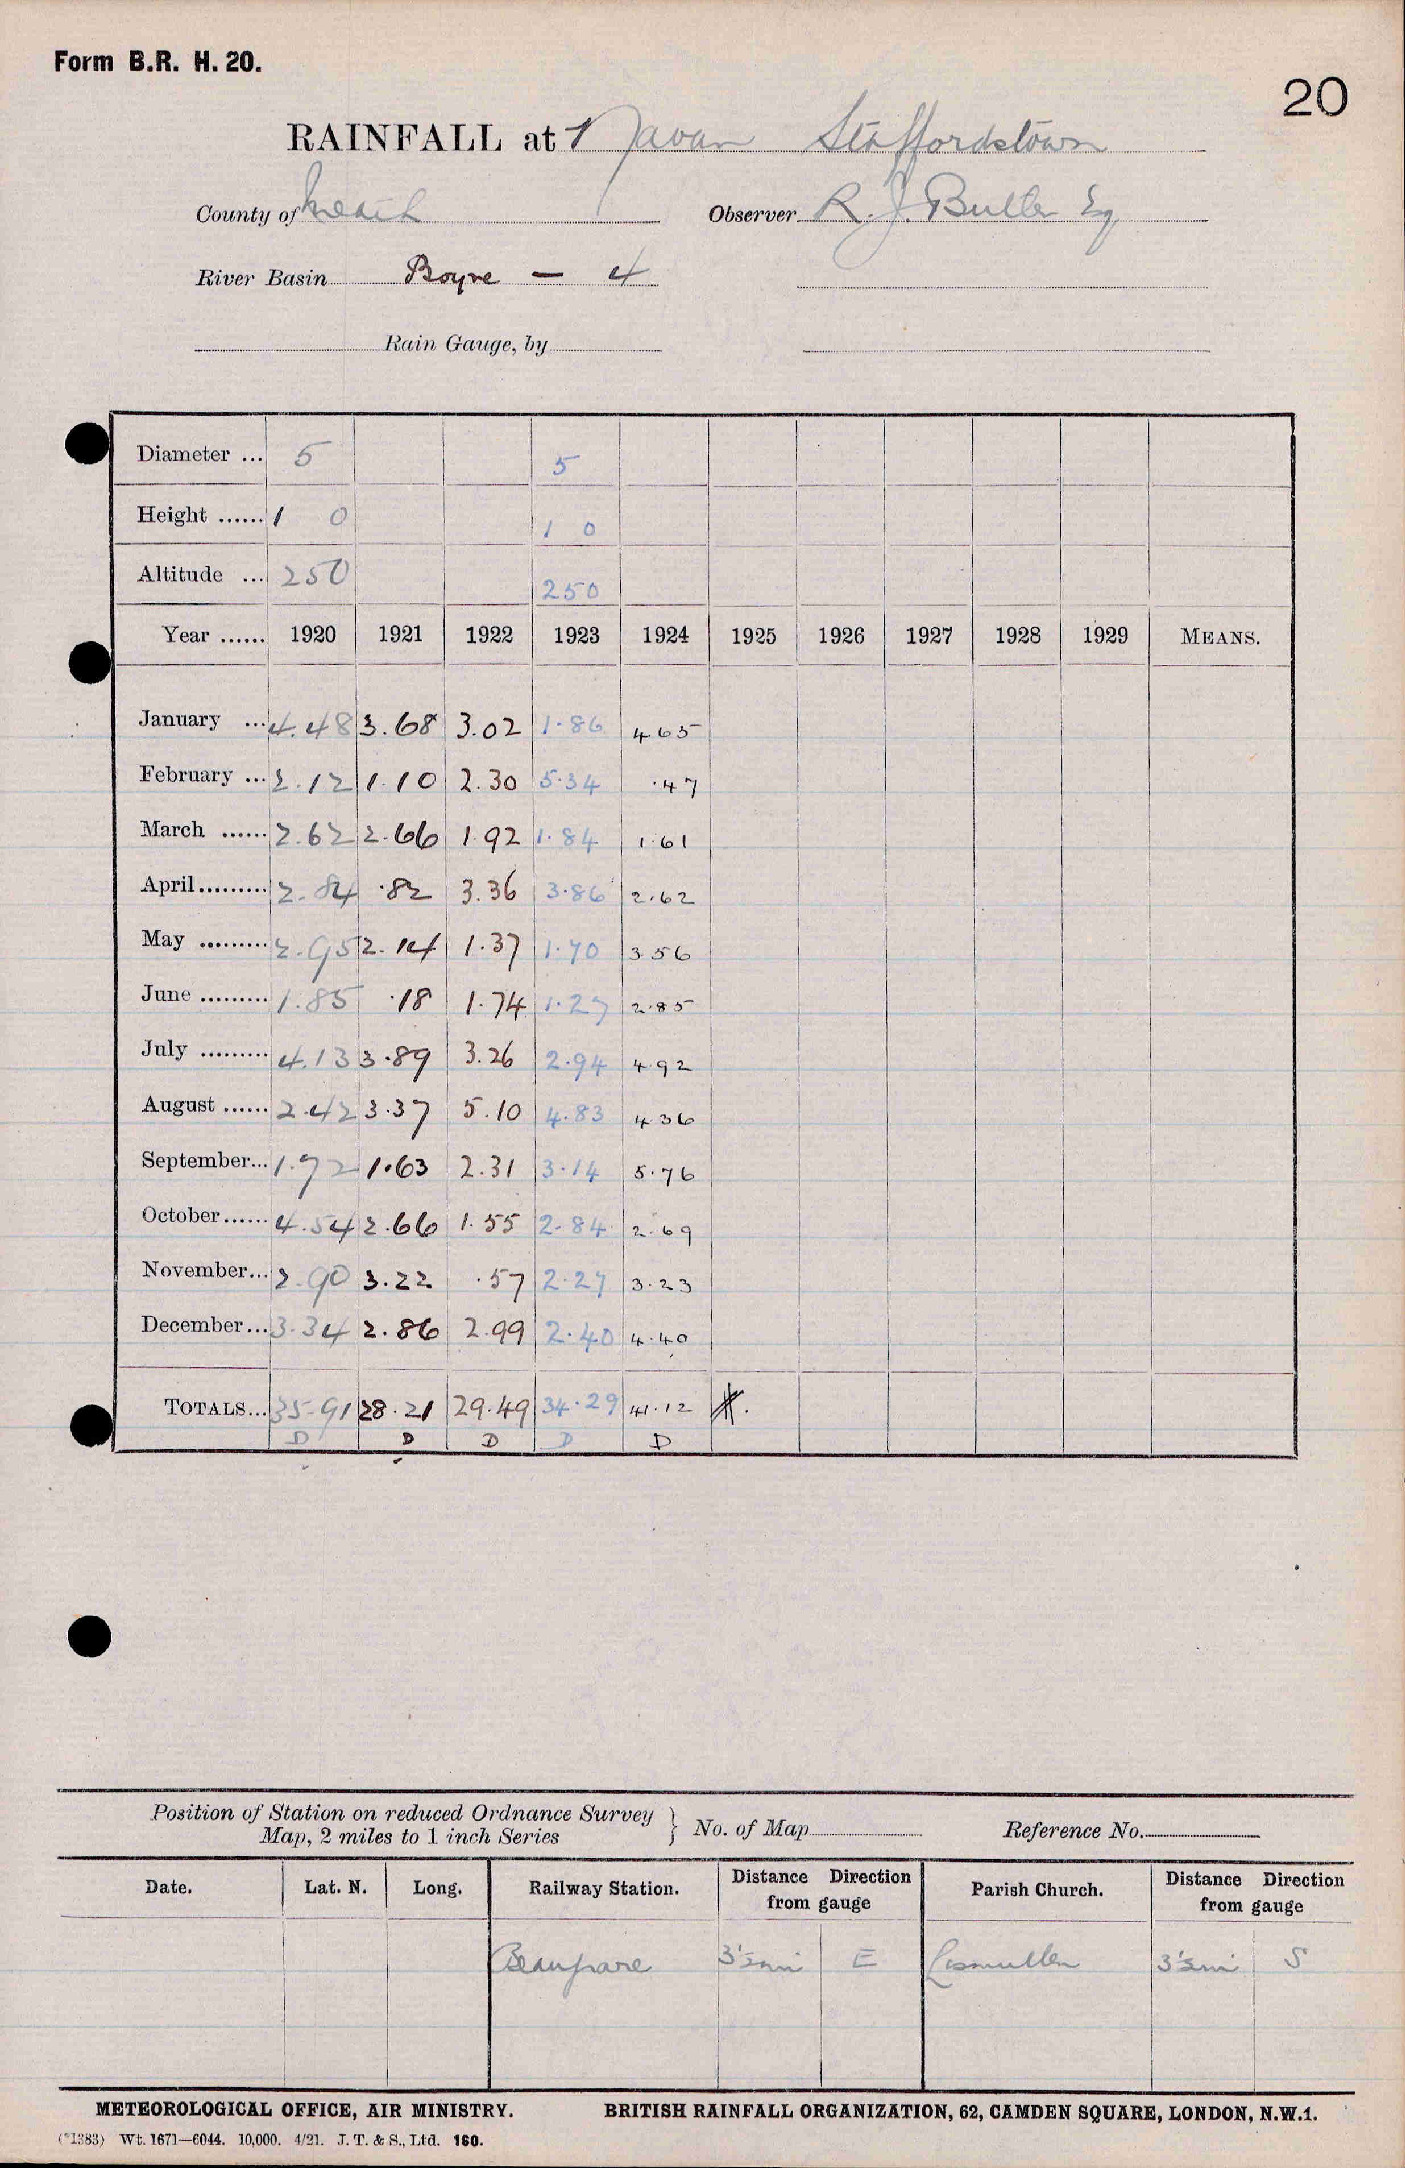 Form B.R. H. 20.
20
RAINFALL at Navan Staffordstown
County of Meath Observer R. J. Butler Esq
River Basin Boyne — 4
Rain Gauge, by
Diameter ... 5 5
Height ...... 1 0 1 0
Altitude ... 250 250
Year ...... 1920 1921 1922 1923 1924 1925 1926 1927 1928 1929 MEANS.
January ... 4.48 3.68 3.02 1.86 4 65
February ... 2.12 1.10 2.30 5.34 .47
March ...... 2.62 2.66 1.92 1.84 1.61
April ......... 2.84 .82 3.36 3.86 2.62
May ......... 2.95 2.14 1.37 1.70 3 56
June ......... 1.85 .18 1.74 1.27 2.85
July ......... 4.13 3.89 3.26 2.94 4.92
August ...... 2.42 3.37 5.10 4.83 4 36
September... 1.72 1.63 2.31 3.14 5.76
October...... 4.54 2.66 1.55 2.84 2.69
November... 2.90 3.22 .57 2.27 3.23
December... 3.34 2.86 2.99 2.40 4.40
TOTALS... 35.91 28.21 29.49 34.29 41.12
D D D D D
Position of Station on reduced Ordnance Survey
Map, 2 miles to 1 inch Series } No. of Map Reference No.
Date. Lat. N. Long. Railway Station. Distance Direction from gauge Parish Church. Distance Direction from gauge
Beauparc 3½mi E Lismullen 3½mi S
METEOROLOGICAL OFFICE, AIR MINISTRY. BRITISH RAINFALL ORGANIZATION, 62, CAMDEN SQUARE, LONDON, N.W.1.
(*1383) Wt. 1671—6044. 10,000. 4/21. J. T. & S., Ltd. 160.